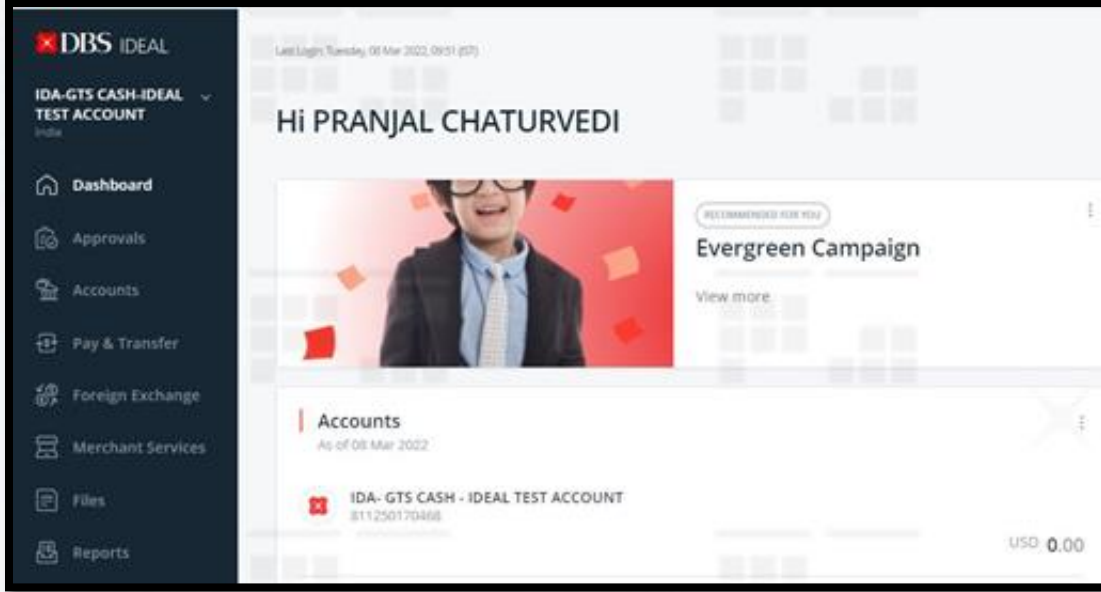 DBS IDEAL
IDA-GTS CASH-IDEAL
TEST ACCOUNT
India
Dashboard
Approvals
Accounts
Pay & Transfer
Foreign Exchange
Merchant Services
Files
Reports
Last Login: Tuesday, 08 Mar 2022, 09:51 (IST)
Hi PRANJAL CHATURVEDI
RECOMMENDED FOR YOU
Evergreen Campaign
View more
Accounts
As of 08 Mar 2022
IDA- GTS CASH - IDEAL TEST ACCOUNT
811250170468
USD 0.00